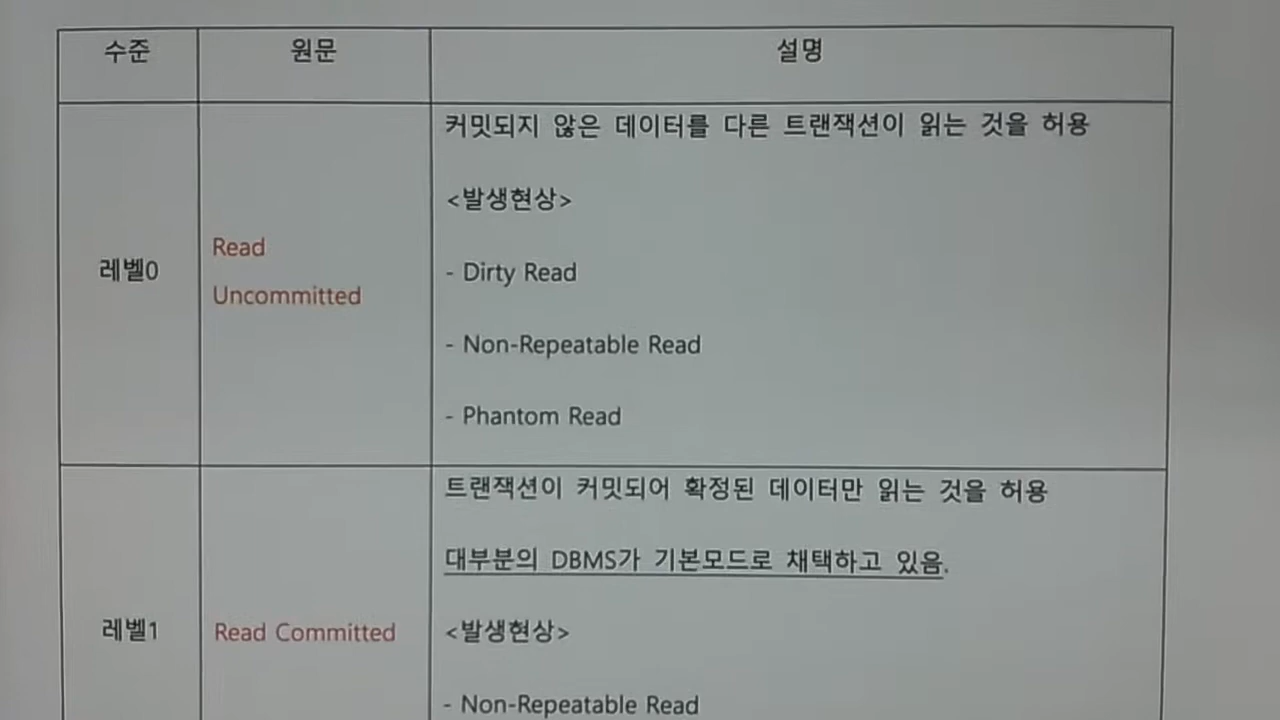 수준 원문 설명
레벨0
Read
Uncommitted
커밋되지 않은 데이터를 다른 트랜잭션이 읽는 것을 허용
<발생현상>
- Dirty Read
- Non-Repeatable Read
- Phantom Read
레벨1
Read Committed
트랜잭션이 커밋되어 확정된 데이터만 읽는 것을 허용
대부분의 DBMS가 기본모드로 채택하고 있음.
<발생현상>
- Non-Repeatable Read